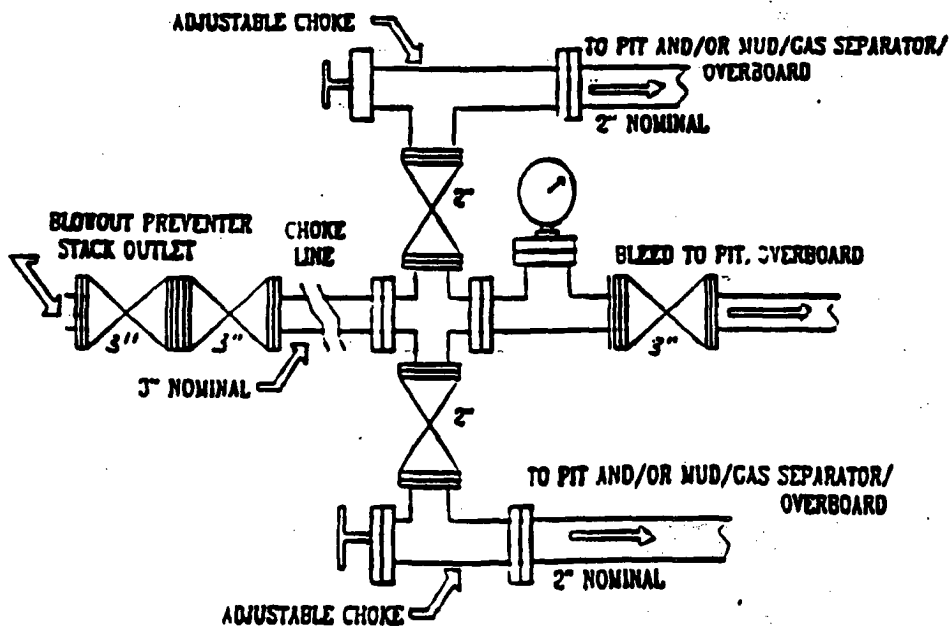 ADJUSTABLE CHOKE
TO PIT AND/OR MUD/GAS SEPARATOR/
OVERBOARD
2" NOMINAL
2"
BLOWOUT PREVENTER
STACK OUTLET
CHOKE
LINE
BLEED TO PIT, OVERBOARD
3"
3"
3"
3" NOMINAL
2"
TO PIT AND/OR MUD/GAS SEPARATOR/
OVERBOARD
2" NOMINAL
ADJUSTABLE CHOKE